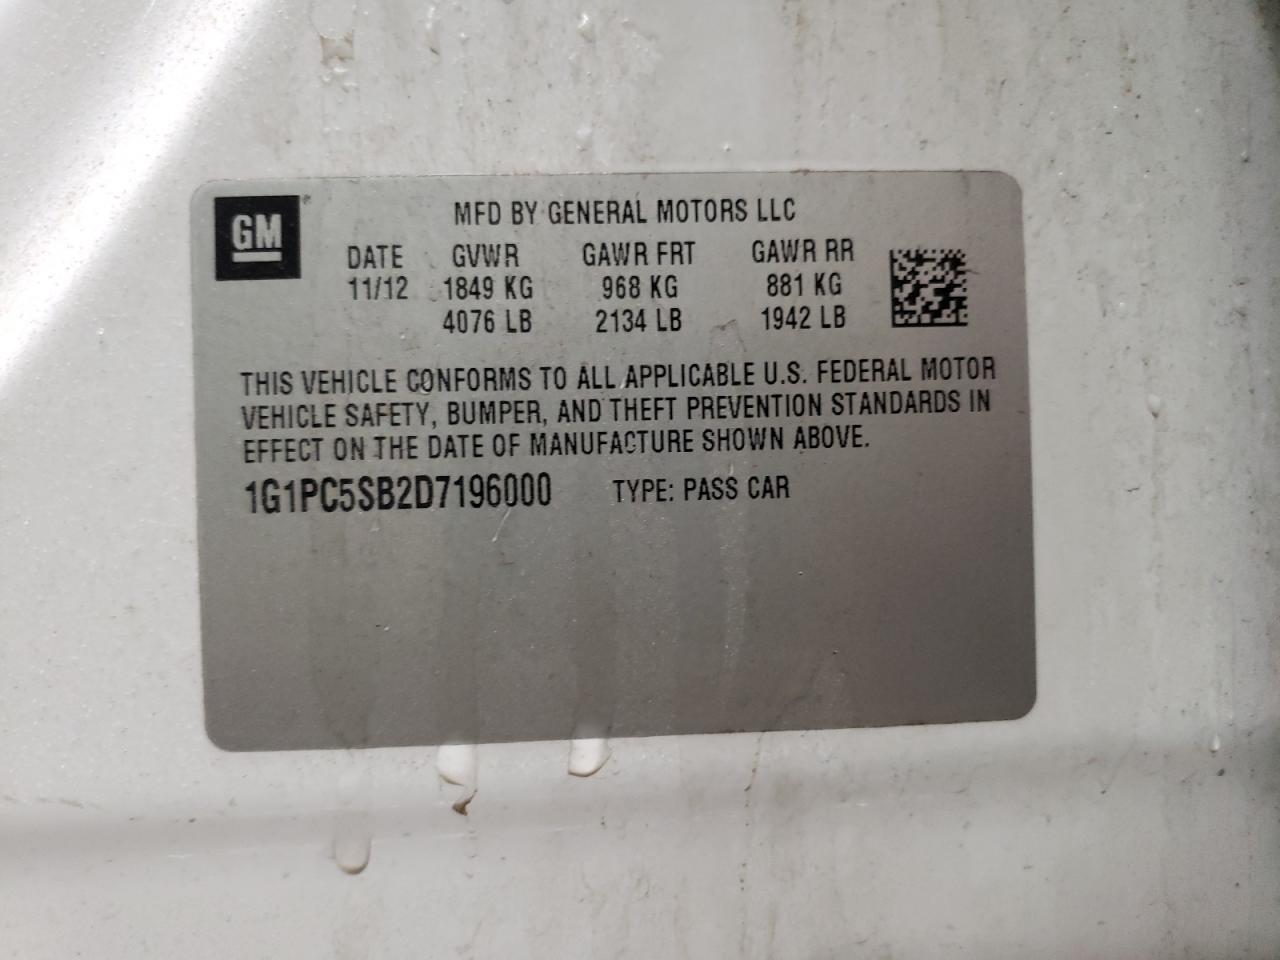 GM
MFD BY GENERAL MOTORS LLC
DATE GVWR GAWR FRT GAWR RR
11/12 1849 KG 968 KG 881 KG
4076 LB 2134 LB 1942 LB
THIS VEHICLE CONFORMS TO ALL APPLICABLE U.S. FEDERAL MOTOR
VEHICLE SAFETY, BUMPER, AND THEFT PREVENTION STANDARDS IN
EFFECT ON THE DATE OF MANUFACTURE SHOWN ABOVE.
1G1PC5SB2D7196000 TYPE: PASS CAR